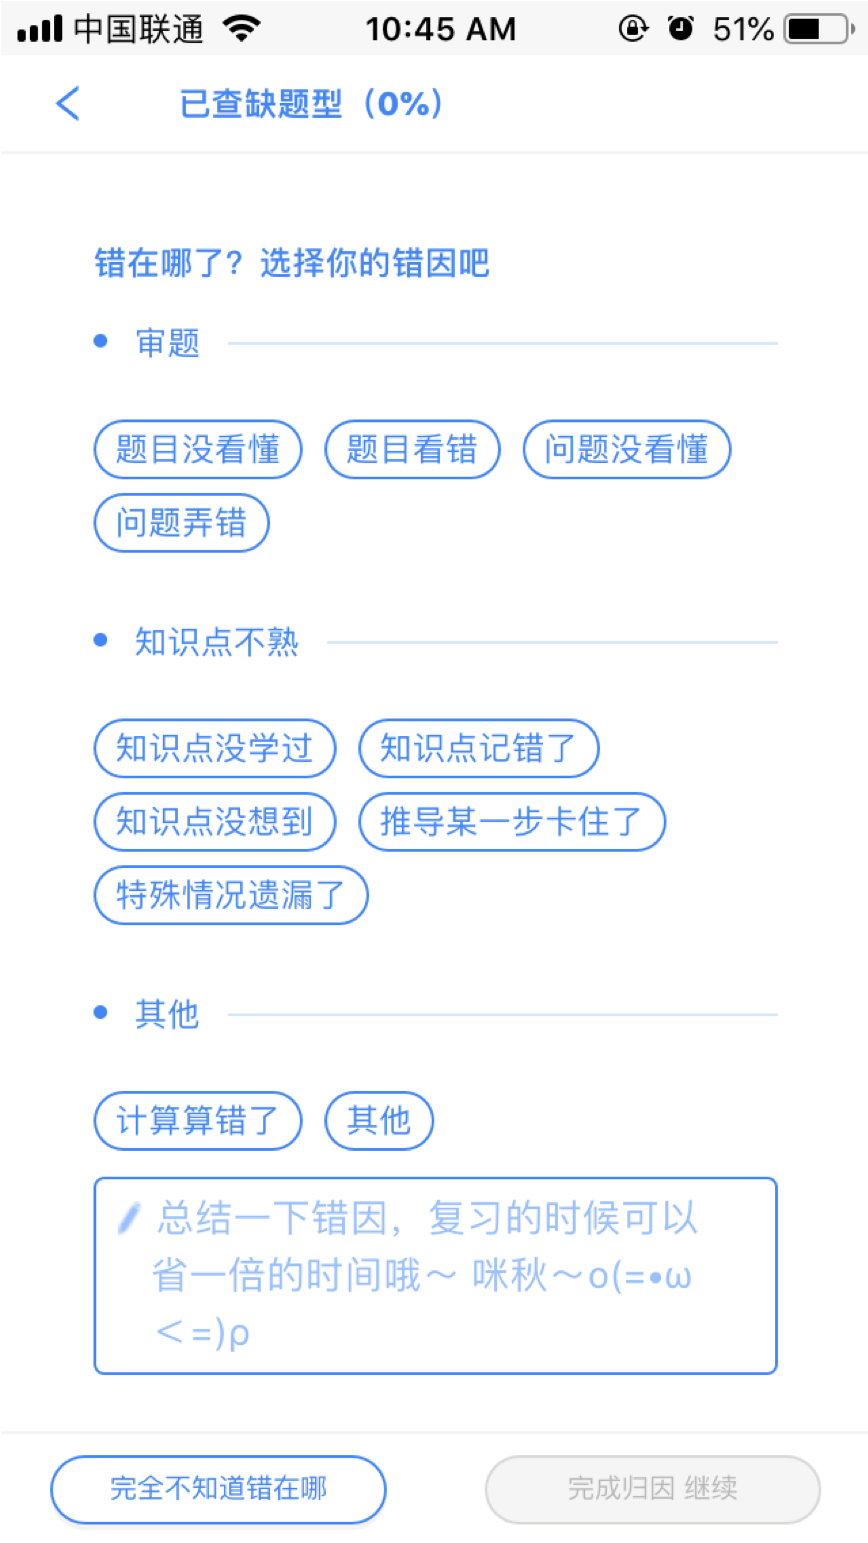 中国联通 10:45 AM 51%
已查缺题型（0%）
错在哪了？选择你的错因吧
审题
题目没看懂 题目看错 问题没看懂
问题弄错
知识点不熟
知识点没学过 知识点记错了
知识点没想到 推导某一步卡住了
特殊情况遗漏了
其他
计算算错了 其他
总结一下错因，复习的时候可以
省一倍的时间哦～ 咪秋～o(=•ω
＜=)ρ
完全不知道错在哪 完成归因 继续